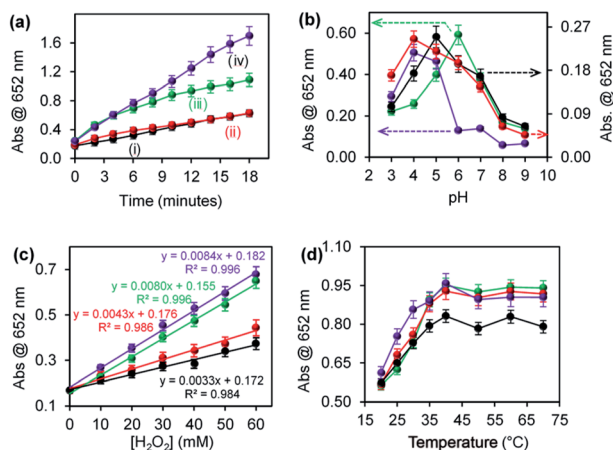 (a)
Abs @ 652 nm
1.6
1.2
0.8
0.4
0.0
(iv)
(iii)
(ii)
(i)
0 3 6 9 12 15 18
Time (minutes)
(b)
Abs @ 652 nm
0.60
0.40
0.20
0.00
2 3 4 5 6 7 8 9 10
pH
0.27
0.18
0.09
0.00
Abs. @ 652 nm
(c)
Abs @ 652 nm
0.7
0.5
0.3
0.1
y = 0.0084x + 0.182
R² = 0.996
y = 0.0080x + 0.155
R² = 0.996
y = 0.0043x + 0.176
R² = 0.986
y = 0.0033x + 0.172
R² = 0.984
0 10 20 30 40 50 60
[H₂O₂] (mM)
(d)
Abs @ 652 nm
1.10
0.95
0.80
0.65
0.50
15 25 35 45 55 65 75
Temperature (°C)